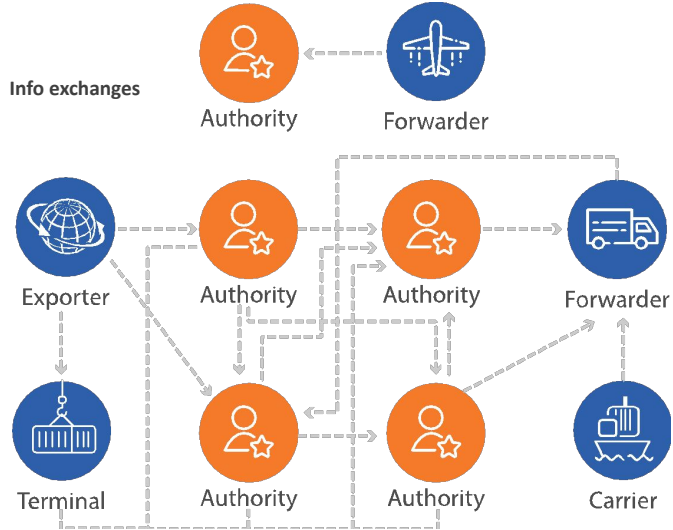 Info exchanges
Authority Forwarder
Exporter Authority Authority Forwarder
Terminal Authority Authority Carrier